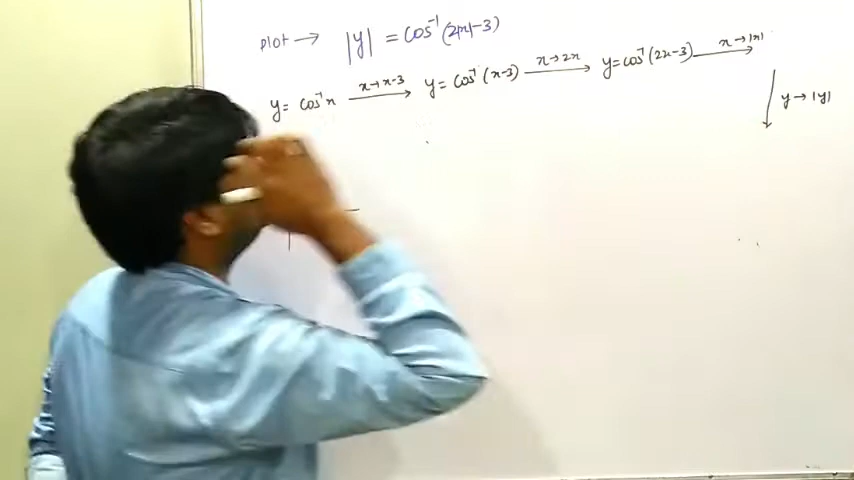 plot → |y| = cos⁻¹(2|x|-3)
y = cos⁻¹x —x→x-3→ y = cos⁻¹(x-3) —x→2x→ y = cos⁻¹(2x-3) —x→|x|→
↓ y → |y|